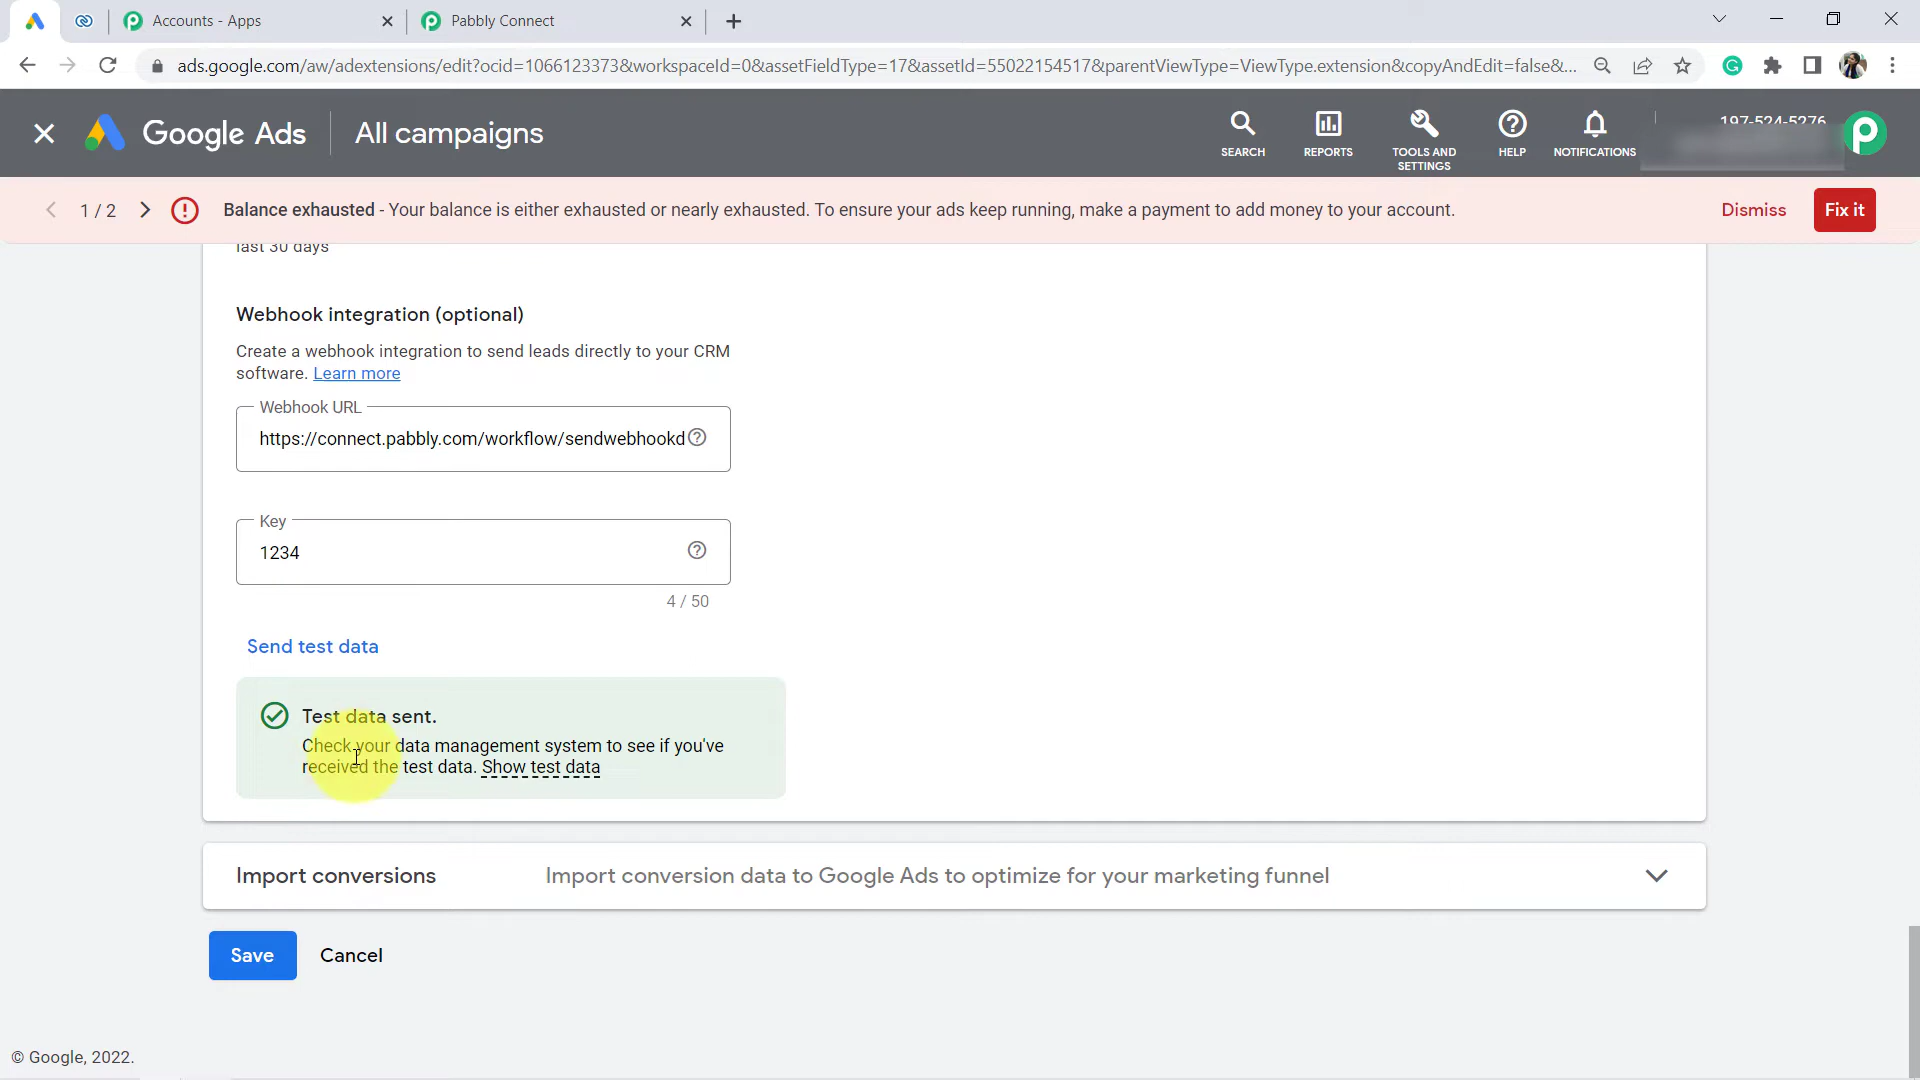 Accounts - Apps
Pabbly Connect
ads.google.com/aw/adextensions/edit?ocid=1066123373&workspaceId=0&assetFieldType=17&assetId=55022154517&parentViewType=ViewType.extension&copyAndEdit=false&...
Google Ads
All campaigns
SEARCH
REPORTS
TOOLS AND
SETTINGS
HELP
NOTIFICATIONS
197-524-5276
1 / 2
Balance exhausted - Your balance is either exhausted or nearly exhausted. To ensure your ads keep running, make a payment to add money to your account.
Dismiss
Fix it
last 30 days
Webhook integration (optional)
Create a webhook integration to send leads directly to your CRM
software. Learn more
Webhook URL
https://connect.pabbly.com/workflow/sendwebhookd
Key
1234
4 / 50
Send test data
Test data sent.
Check your data management system to see if you've
received the test data. Show test data
Import conversions
Import conversion data to Google Ads to optimize for your marketing funnel
Save
Cancel
© Google, 2022.